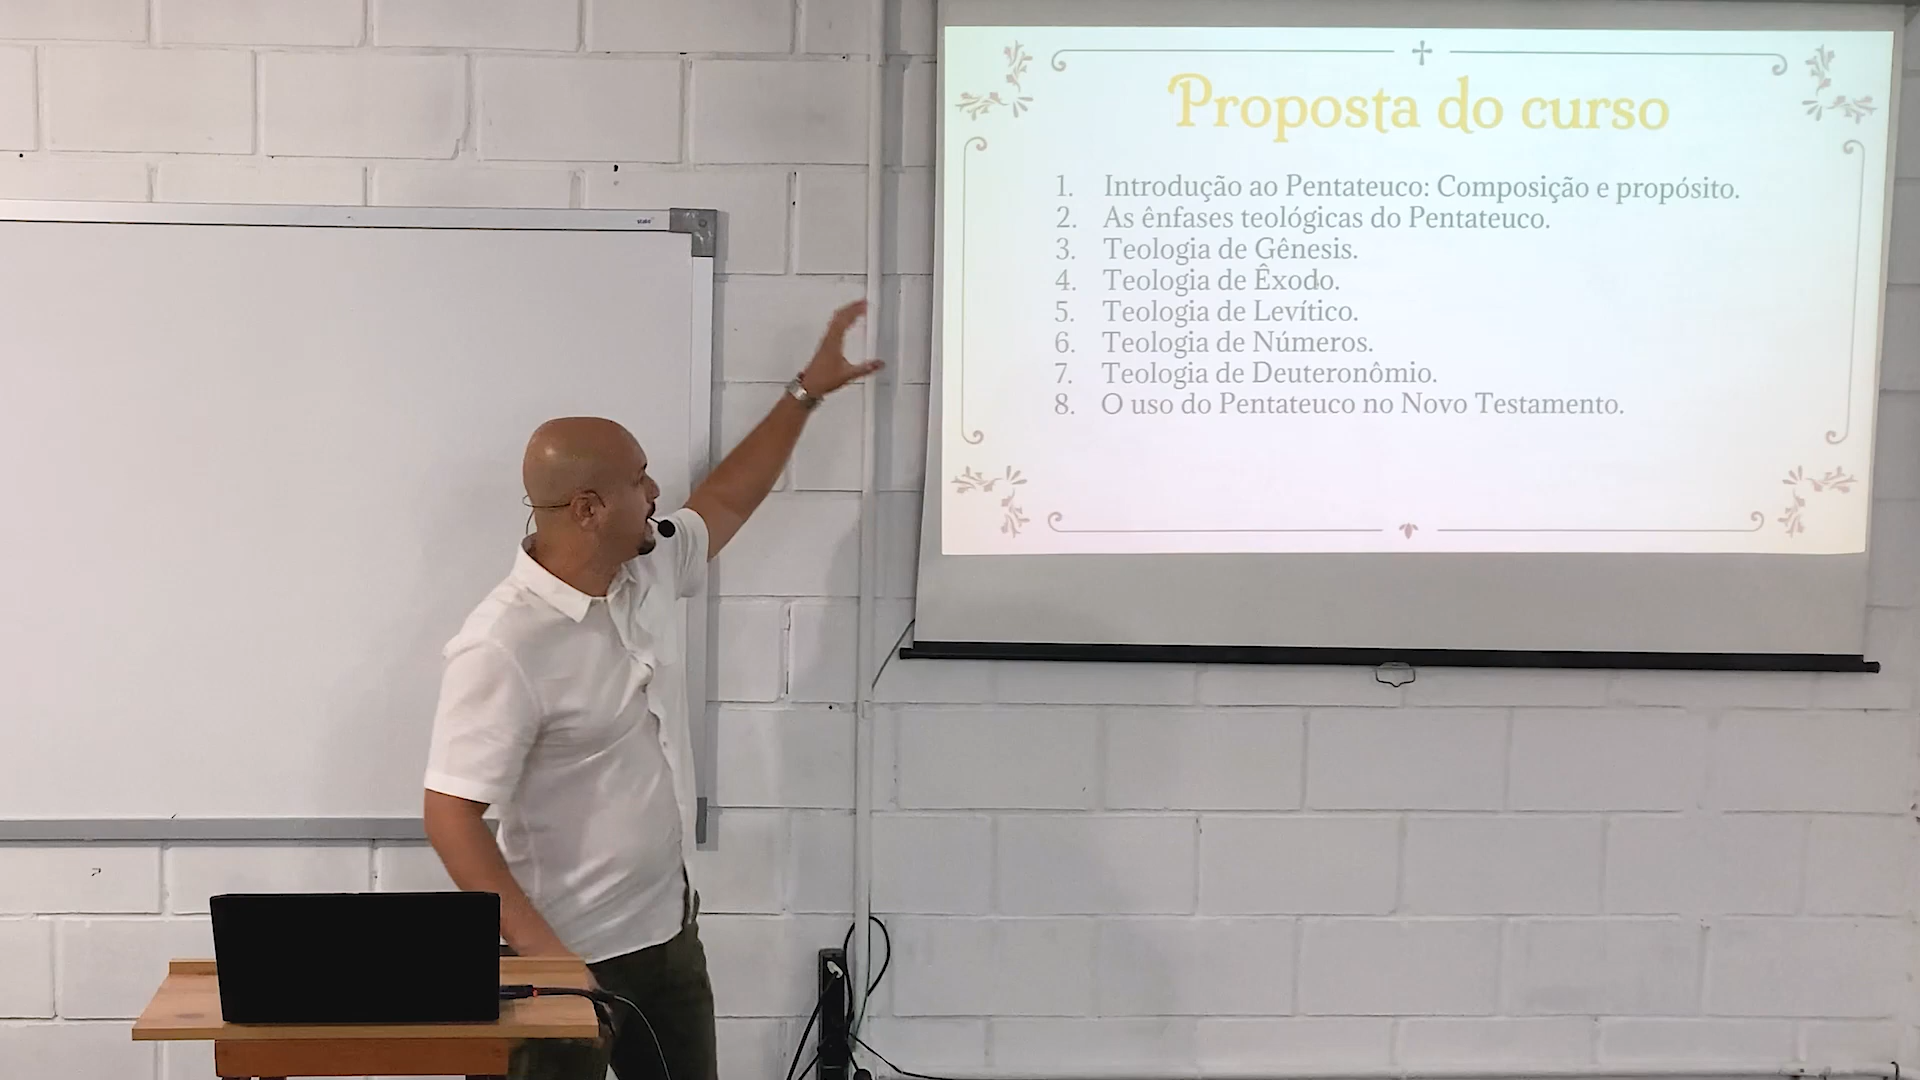 Proposta do curso
1. Introdução ao Pentateuco: Composição e propósito.
2. As ênfases teológicas do Pentateuco.
3. Teologia de Gênesis.
4. Teologia de Êxodo.
5. Teologia de Levítico.
6. Teologia de Números.
7. Teologia de Deuteronômio.
8. O uso do Pentateuco no Novo Testamento.